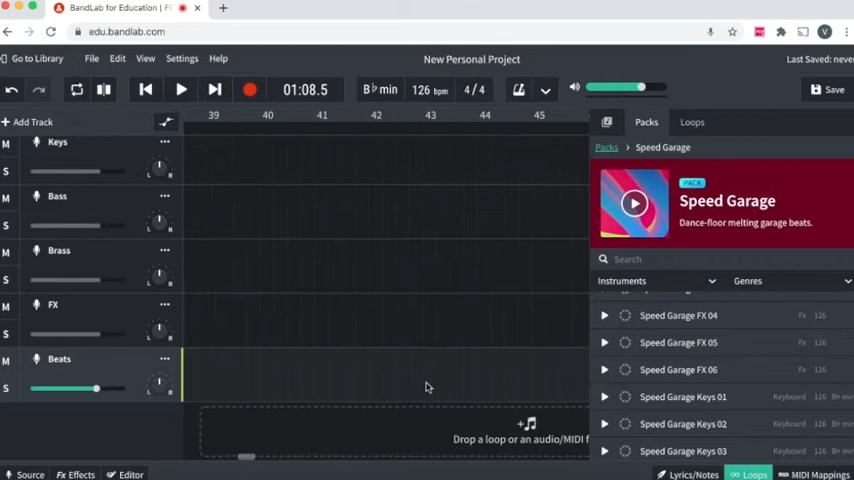 BandLab for Education | F
edu.bandlab.com
V
Go to Library File Edit View Settings Help New Personal Project Last Saved: neve
01:08.5 B♭min 126 bpm 4 / 4 Save
+ Add Track 39 40 41 42 43 44 45 Packs Loops
M Keys
S L R
Packs > Speed Garage
M Bass
S L R
PACK
Speed Garage
Dance-floor melting garage beats.
M Brass
S L R
Search
Instruments Genres
M FX
S L R
Speed Garage FX 04 Fx 126
Speed Garage FX 05 Fx 126
M Beats
S L R
Speed Garage FX 06 Fx 126
Speed Garage Keys 01 Keyboard 126 B♭ mi
Speed Garage Keys 02 Keyboard 126 B♭ mi
Speed Garage Keys 03 Keyboard 126 B♭ mi
Drop a loop or an audio/MIDI f
Source Fx Effects Editor Lyrics/Notes Loops MIDI Mappings